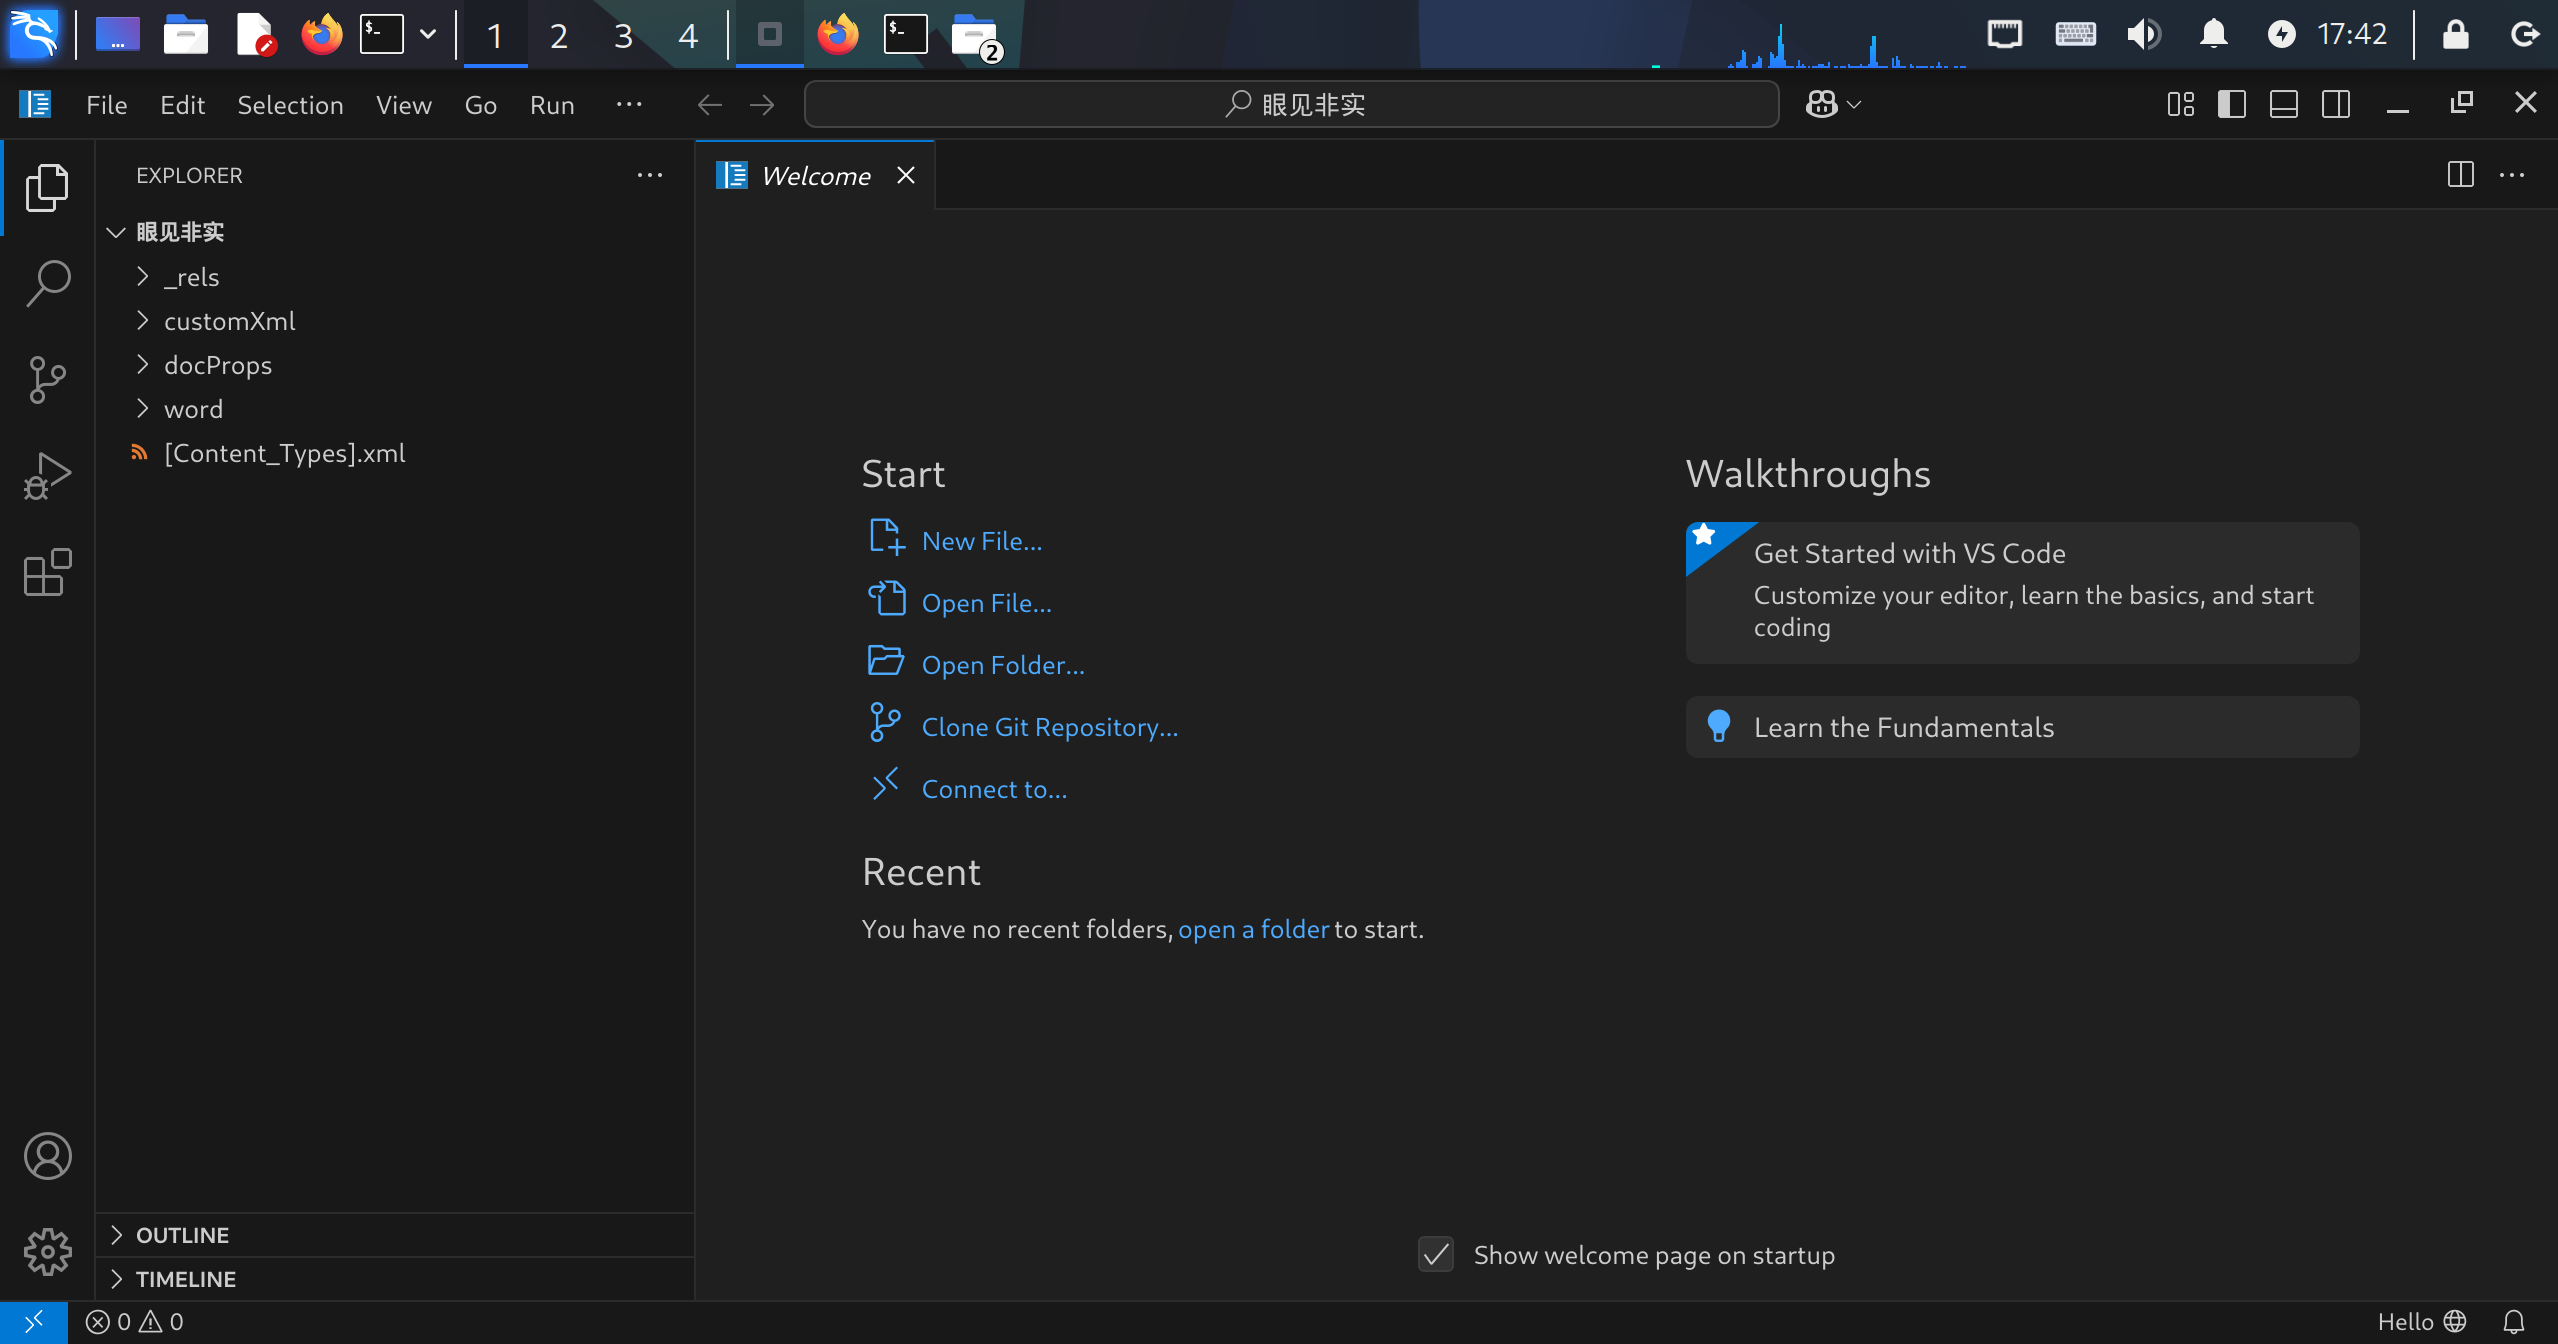 $-
1 2 3 4
$-
2
17:42
File Edit Selection View Go Run
眼见非实
EXPLORER
Welcome
眼见非实
_rels
customXml
docProps
word
[Content_Types].xml
Start
New File...
Open File...
Open Folder...
Clone Git Repository...
Connect to...
Recent
You have no recent folders, open a folder to start.
Walkthroughs
Get Started with VS Code
Customize your editor, learn the basics, and start
coding
Learn the Fundamentals
Show welcome page on startup
OUTLINE
TIMELINE
0 0
Hello